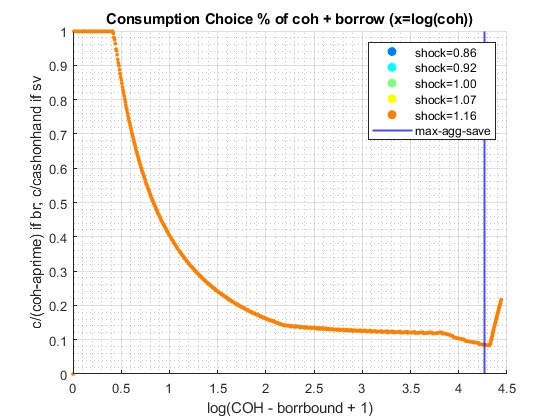 Consumption Choice % of coh + borrow (x=log(coh))
c/(coh-aprime) if br, c/cashonhand if sv
1
0.9
0.8
0.7
0.6
0.5
0.4
0.3
0.2
0.1
0
shock=0.86
shock=0.92
shock=1.00
shock=1.07
shock=1.16
max-agg-save
0 0.5 1 1.5 2 2.5 3 3.5 4 4.5
log(COH - borrbound + 1)